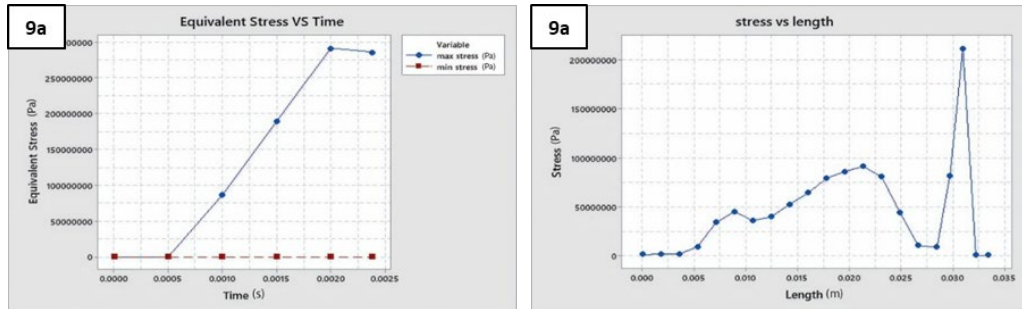 9a
Equivalent Stress VS Time
Variable
max stress (Pa)
min stress (Pa)
Equivalent Stress (Pa)
250000000
200000000
150000000
100000000
50000000
0
0.0000 0.0005 0.0010 0.0015 0.0020 0.0025
Time (s)
9a
stress vs length
Stress (Pa)
200000000
150000000
100000000
50000000
0
0.000 0.005 0.010 0.015 0.020 0.025 0.030 0.035
Length (m)